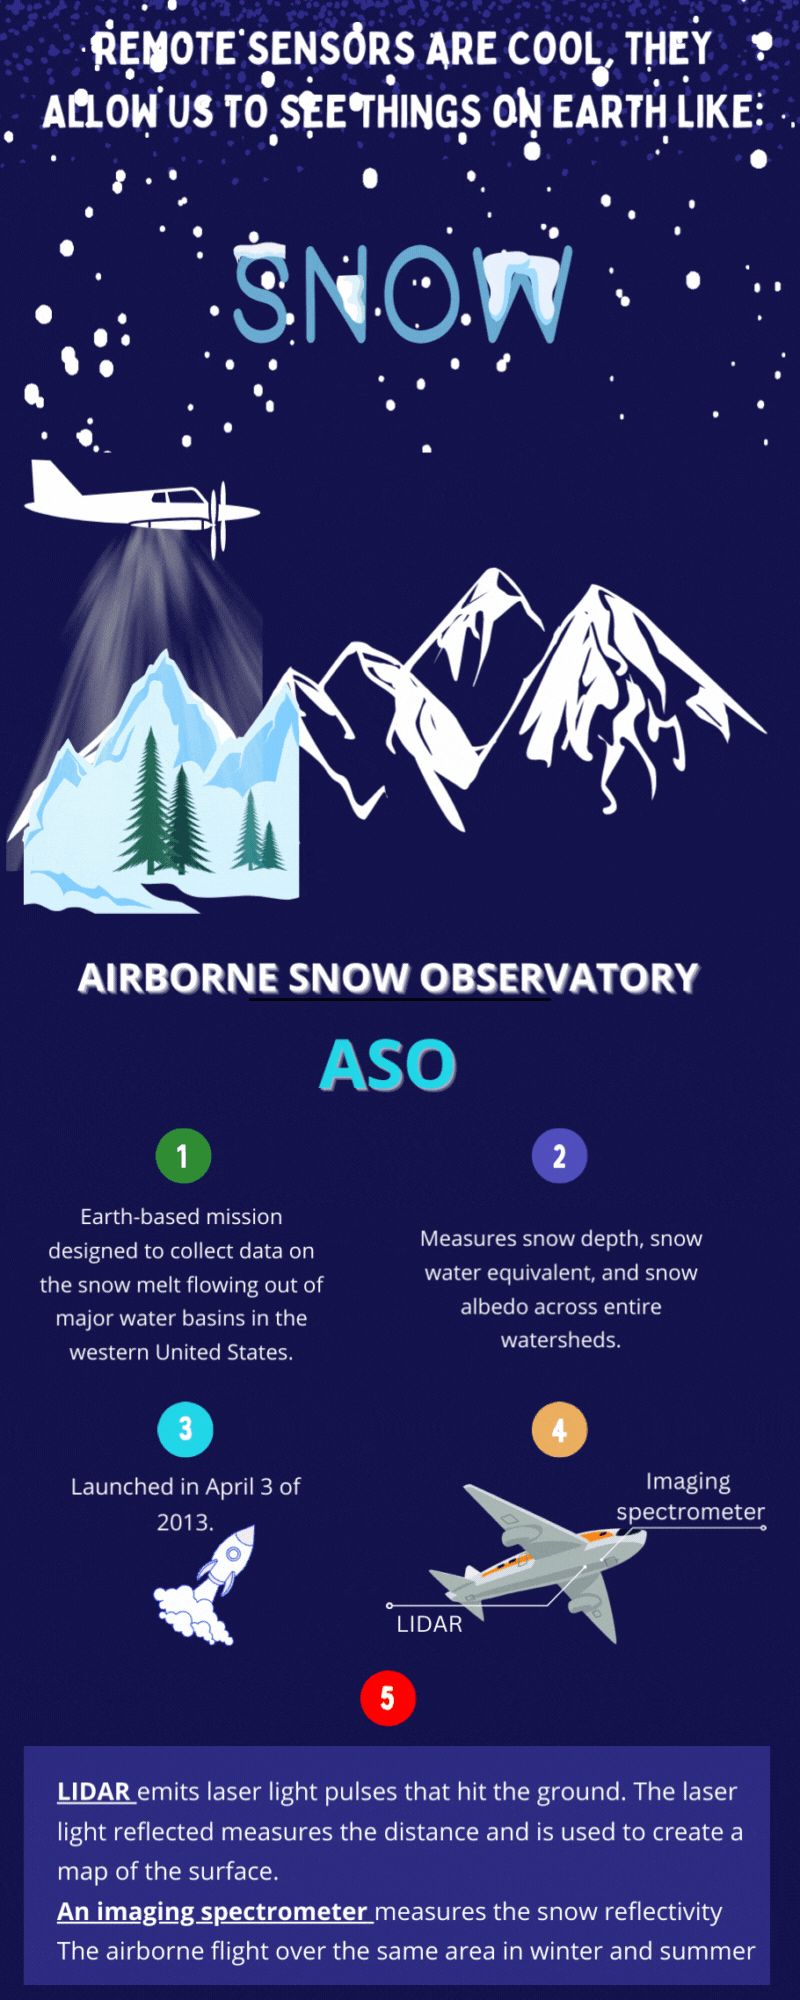 REMOTE SENSORS ARE COOL, THEY
ALLOW US TO SEE THINGS ON EARTH LIKE:
SNOW
AIRBORNE SNOW OBSERVATORY
ASO
1
Earth-based mission
designed to collect data on
the snow melt flowing out of
major water basins in the
western United States.
2
Measures snow depth, snow
water equivalent, and snow
albedo across entire
watersheds.
3
Launched in April 3 of
2013.
4
Imaging
spectrometer
LIDAR
5
LIDAR emits laser light pulses that hit the ground. The laser
light reflected measures the distance and is used to create a
map of the surface.
An imaging spectrometer measures the snow reflectivity
The airborne flight over the same area in winter and summer